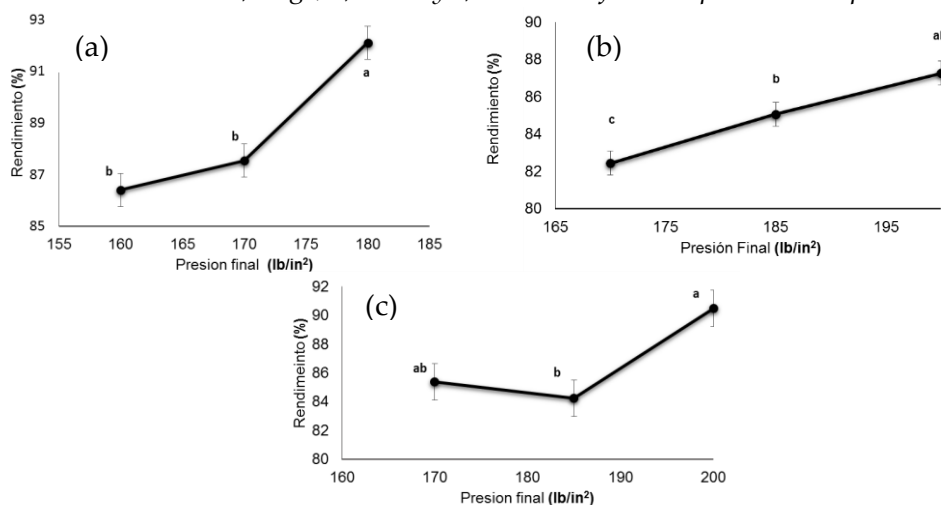 (a)
Rendimiento (%)
93
91
89
87
85
b
b
a
155 160 165 170 175 180 185
Presion final (lb/in²)
(b)
Rendimiento (%)
90
88
86
84
82
80
c
b
165 175 185 195
Presión Final (lb/in²)
(c)
Rendimeinto (%)
92
90
88
86
84
82
80
ab
b
a
160 170 180 190 200
Presion final (lb/in²)